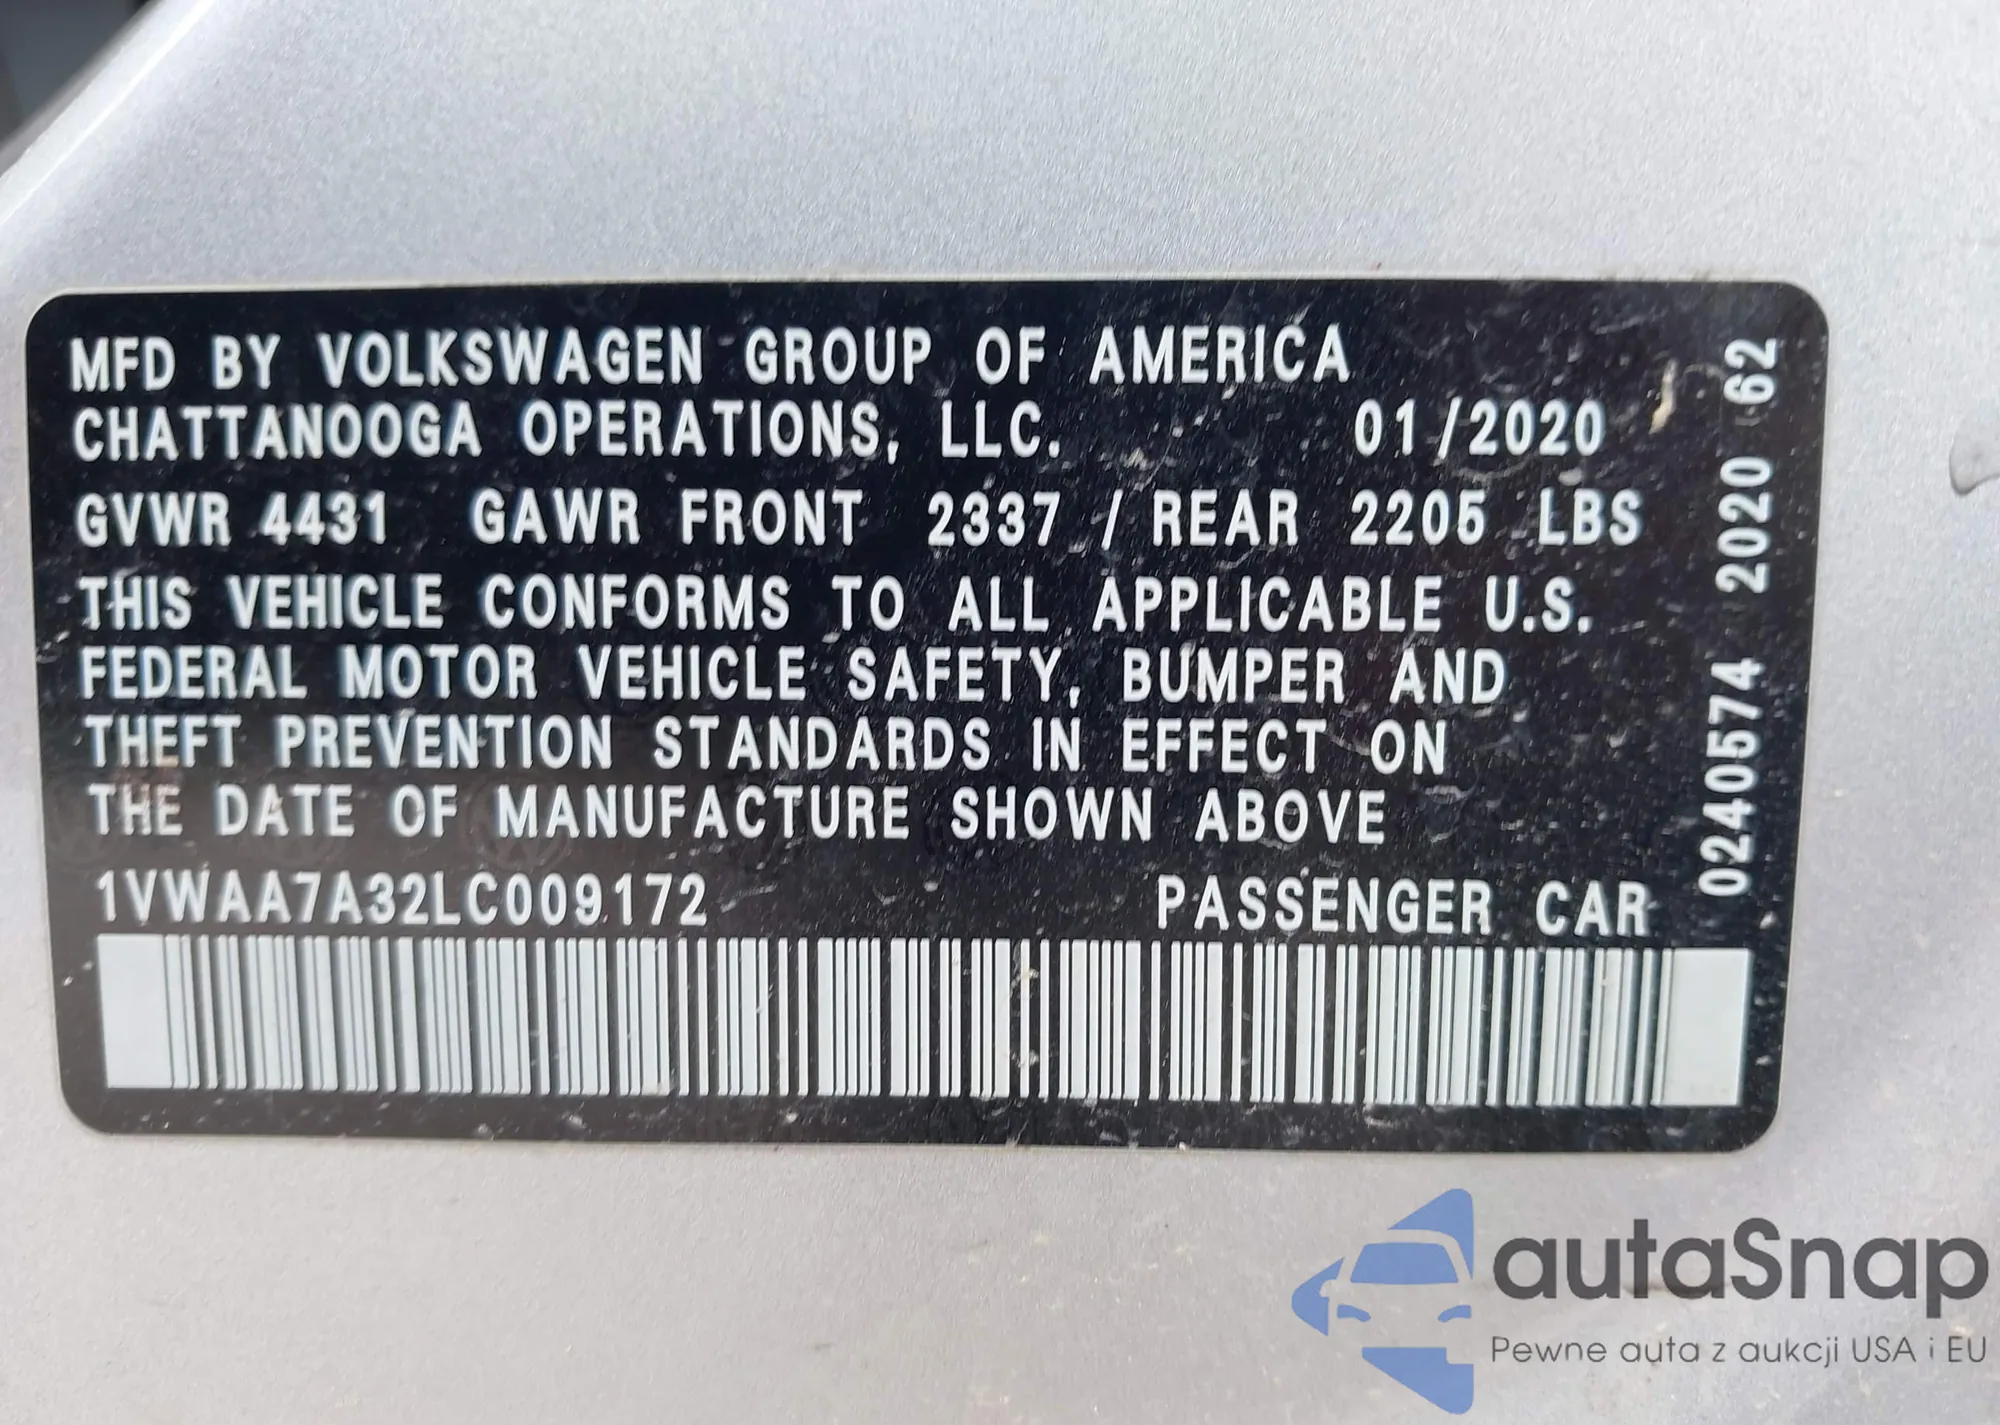 MFD BY VOLKSWAGEN GROUP OF AMERICA
CHATTANOOGA OPERATIONS, LLC. 01/2020
GVWR 4431 GAWR FRONT 2337 / REAR 2205 LBS
THIS VEHICLE CONFORMS TO ALL APPLICABLE U.S.
FEDERAL MOTOR VEHICLE SAFETY, BUMPER AND
THEFT PREVENTION STANDARDS IN EFFECT ON
THE DATE OF MANUFACTURE SHOWN ABOVE
1VWAA7A32LC009172 PASSENGER CAR
0240574 2020 62
autaSnap
Pewne auta z aukcji USA i EU